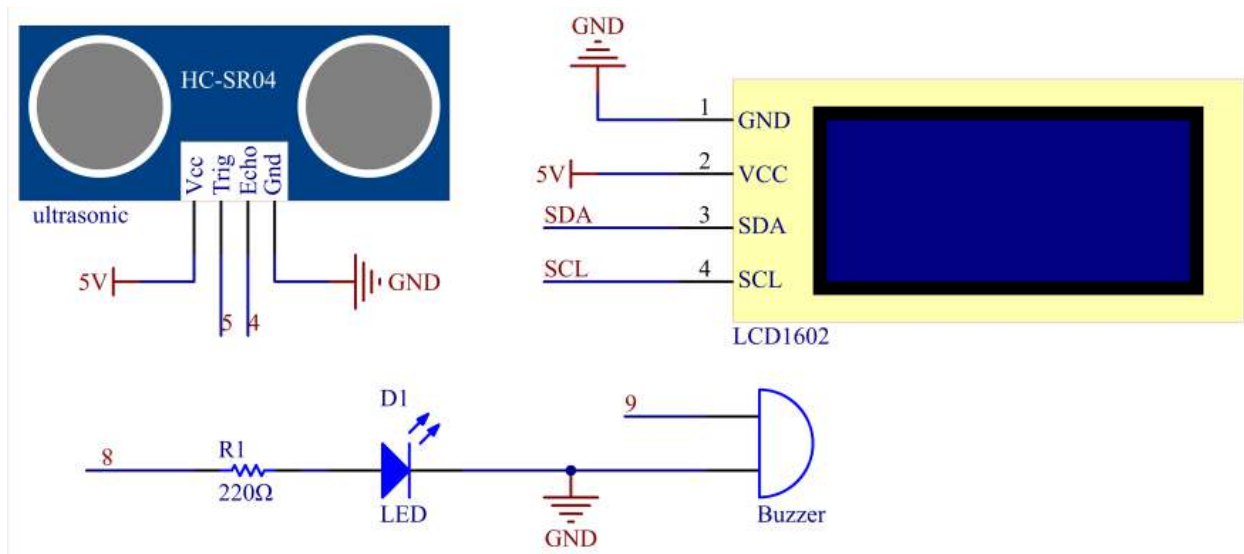 HC-SR04
Vcc
Trig
Echo
Gnd
ultrasonic
5V
GND
5
4
GND
1
GND
5V
2
VCC
SDA
3
SDA
SCL
4
SCL
LCD1602
8
R1
220Ω
D1
LED
GND
9
Buzzer